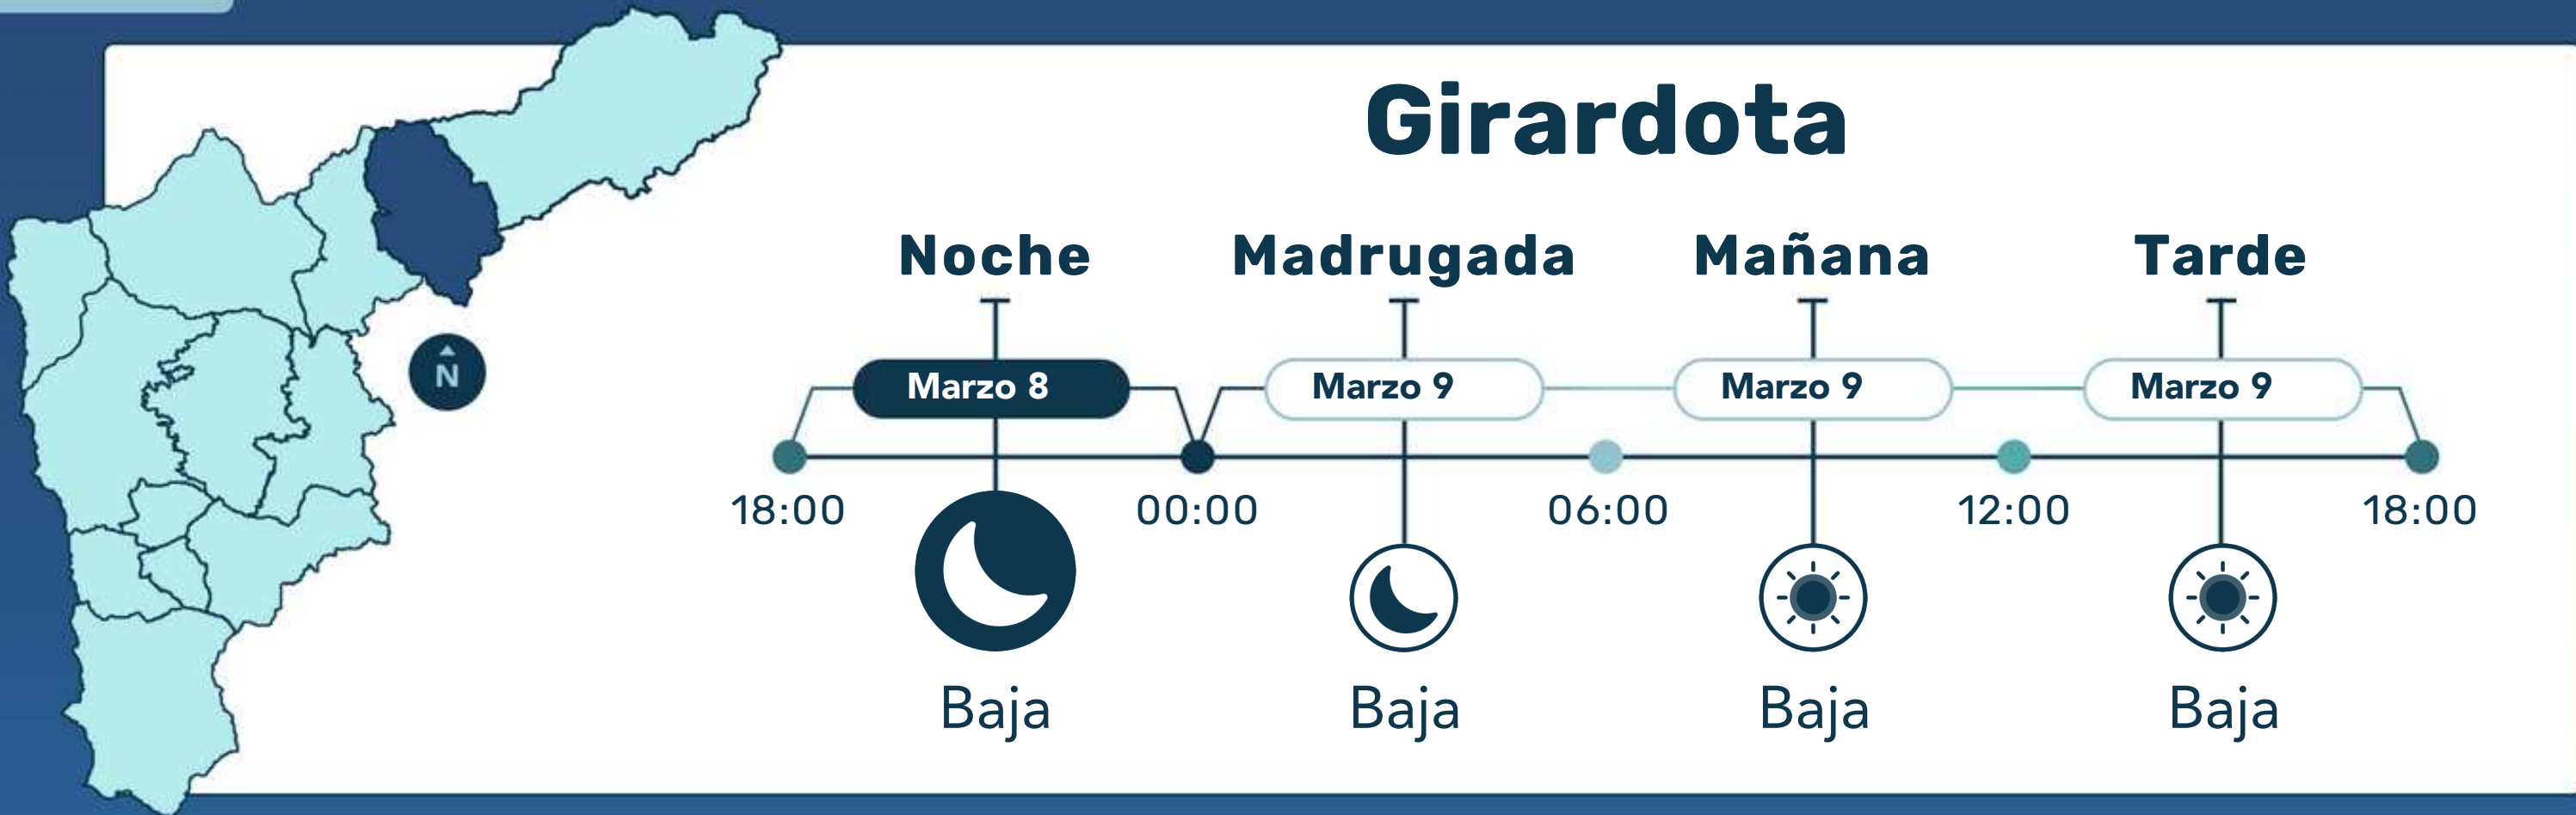 Girardota
Noche Madrugada Mañana Tarde
Marzo 8 Marzo 9 Marzo 9 Marzo 9
N
18:00 00:00 06:00 12:00 18:00
Baja Baja Baja Baja